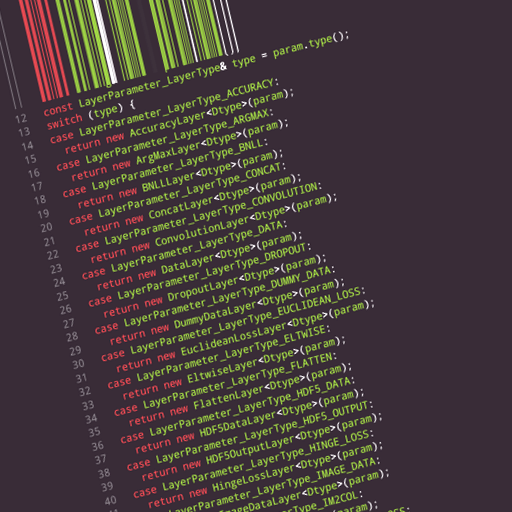 12 const LayerParameter_LayerType& type = param.type();
13 switch (type) {
14 case LayerParameter_LayerType_ACCURACY:
15 return new AccuracyLayer<Dtype>(param);
16 case LayerParameter_LayerType_ARGMAX:
17 return new ArgMaxLayer<Dtype>(param);
18 case LayerParameter_LayerType_BNLL:
19 return new BNLLLayer<Dtype>(param);
20 case LayerParameter_LayerType_CONCAT:
21 return new ConcatLayer<Dtype>(param);
22 case LayerParameter_LayerType_CONVOLUTION:
23 return new ConvolutionLayer<Dtype>(param);
24 case LayerParameter_LayerType_DATA:
25 return new DataLayer<Dtype>(param);
26 case LayerParameter_LayerType_DROPOUT:
27 return new DropoutLayer<Dtype>(param);
28 case LayerParameter_LayerType_DUMMY_DATA:
29 return new DummyDataLayer<Dtype>(param);
30 case LayerParameter_LayerType_EUCLIDEAN_LOSS:
31 return new EuclideanLossLayer<Dtype>(param);
32 case LayerParameter_LayerType_ELTWISE:
33 return new EltwiseLayer<Dtype>(param);
34 case LayerParameter_LayerType_FLATTEN:
35 return new FlattenLayer<Dtype>(param);
36 case LayerParameter_LayerType_HDF5_DATA:
37 return new HDF5DataLayer<Dtype>(param);
38 case LayerParameter_LayerType_HDF5_OUTPUT:
39 return new HDF5OutputLayer<Dtype>(param);
40 case LayerParameter_LayerType_HINGE_LOSS:
return new HingeLossLayer<Dtype>(param);
LayerParameter_LayerType_IMAGE_DATA:
ImageDataLayer<Dtype>(param);
LayerType_IM2COL: